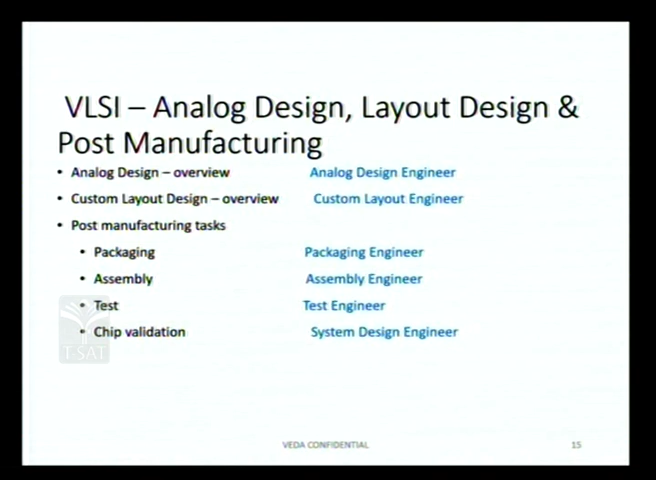 VLSI – Analog Design, Layout Design &
Post Manufacturing
• Analog Design – overview Analog Design Engineer
• Custom Layout Design – overview Custom Layout Engineer
• Post manufacturing tasks
• Packaging Packaging Engineer
• Assembly Assembly Engineer
• Test Test Engineer
• Chip validation System Design Engineer
T-SAT
VEDA CONFIDENTIAL 15